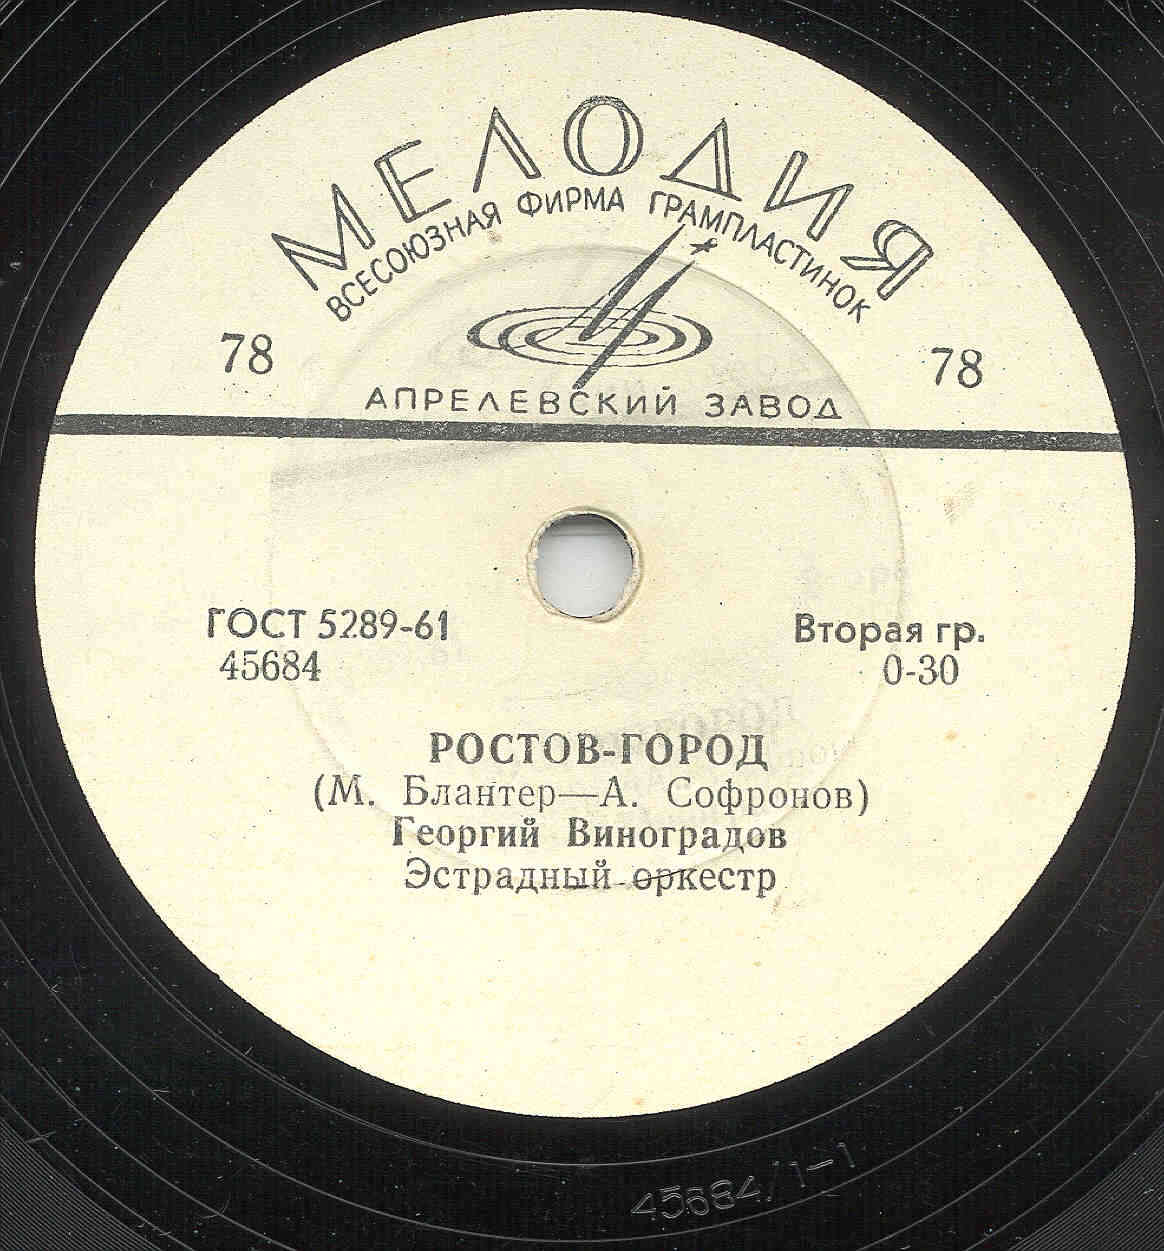 МЕЛОДИЯ
ВСЕСОЮЗНАЯ ФИРМА ГРАМПЛАСТИНОК
78
78
АПРЕЛЕВСКИЙ ЗАВОД
ГОСТ 5289-61
Вторая гр.
45684
0-30
РОСТОВ-ГОРОД
(М. Блантер—А. Софронов)
Георгий Виноградов
Эстрадный оркестр
45684/1-1